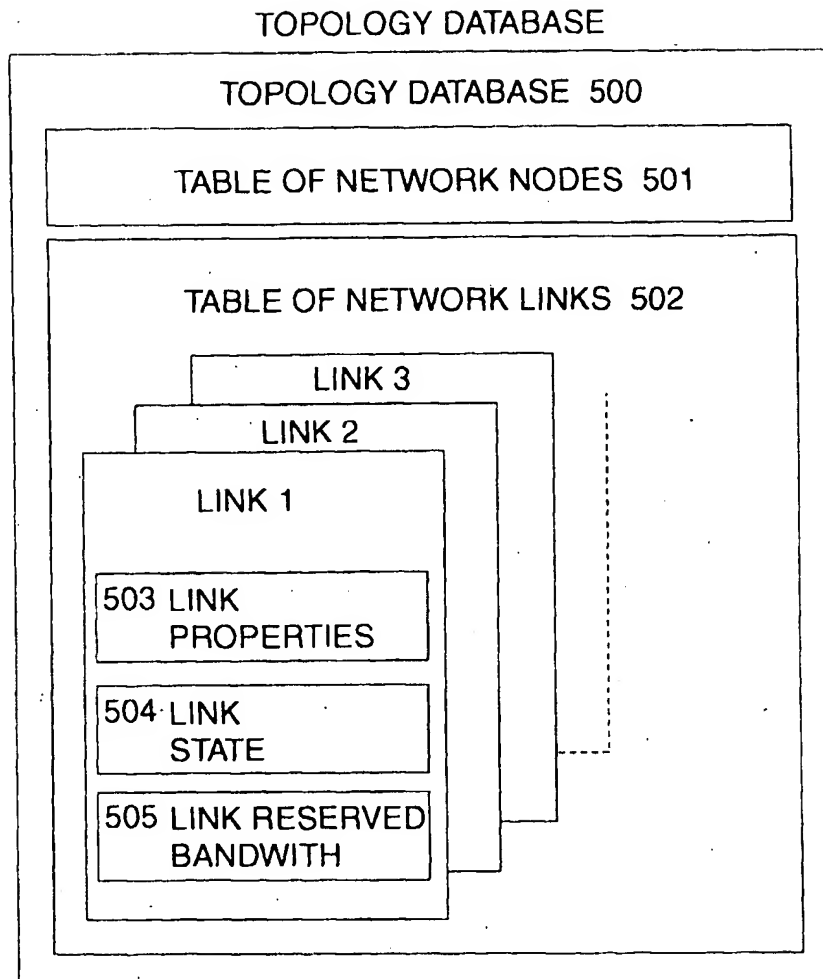 TOPOLOGY DATABASE
TOPOLOGY DATABASE 500
TABLE OF NETWORK NODES 501
TABLE OF NETWORK LINKS 502
LINK 3
LINK 2
LINK 1
503 LINK
PROPERTIES
504 LINK
STATE
505 LINK RESERVED
BANDWITH